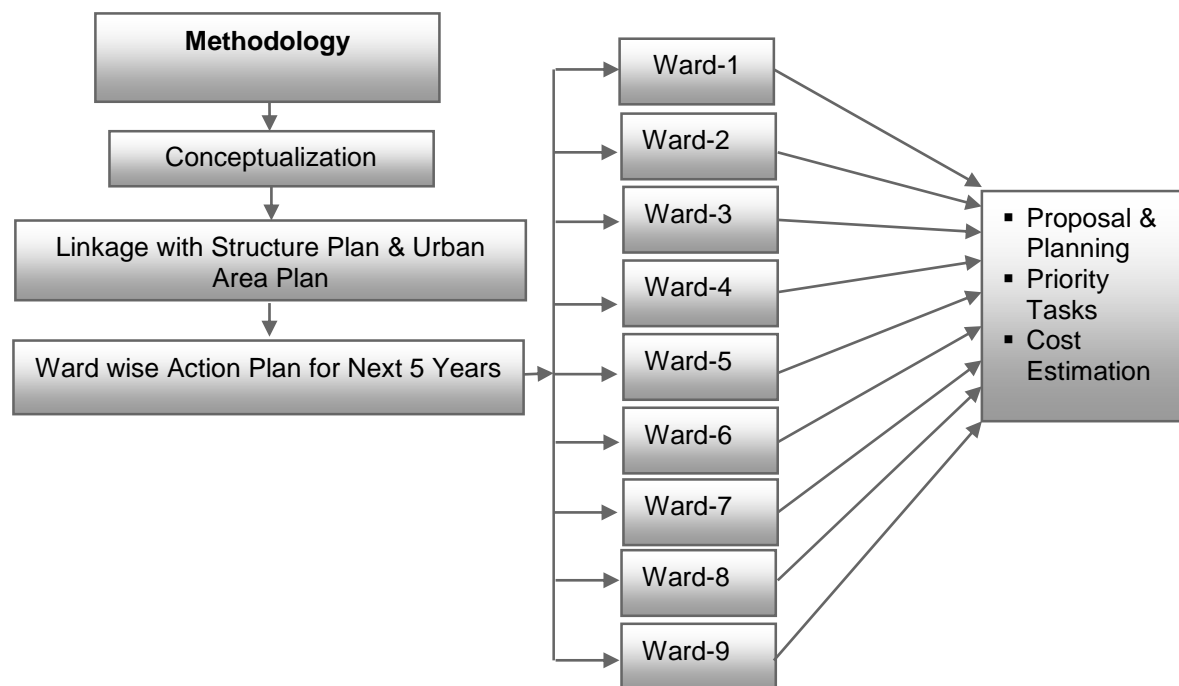 Methodology
Conceptualization
Linkage with Structure Plan & Urban
Area Plan
Ward wise Action Plan for Next 5 Years
Ward-1
Ward-2
Ward-3
Ward-4
Ward-5
Ward-6
Ward-7
Ward-8
Ward-9
▪ Proposal &
Planning
▪ Priority
Tasks
▪ Cost
Estimation